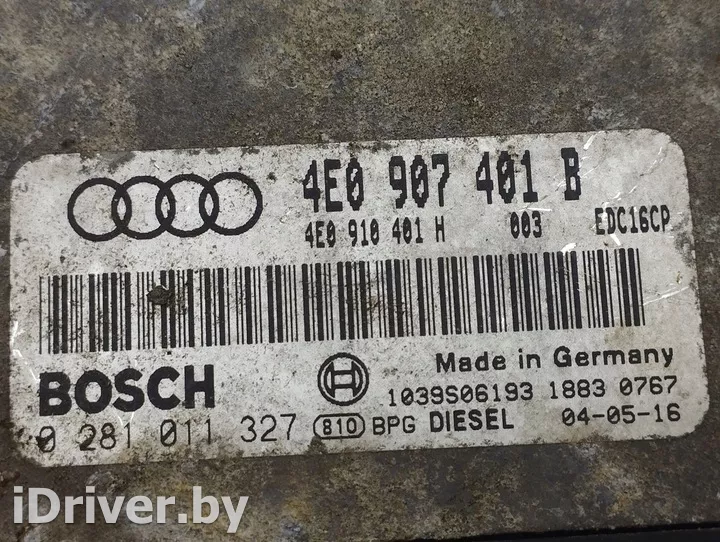 4E0 907 401 B
4E0 910 401 H 003 EDC16CP
Made in Germany
BOSCH
1039S06193 1883 0767
0 281 011 327 810 BPG DIESEL 04-05-16
iDriver.by